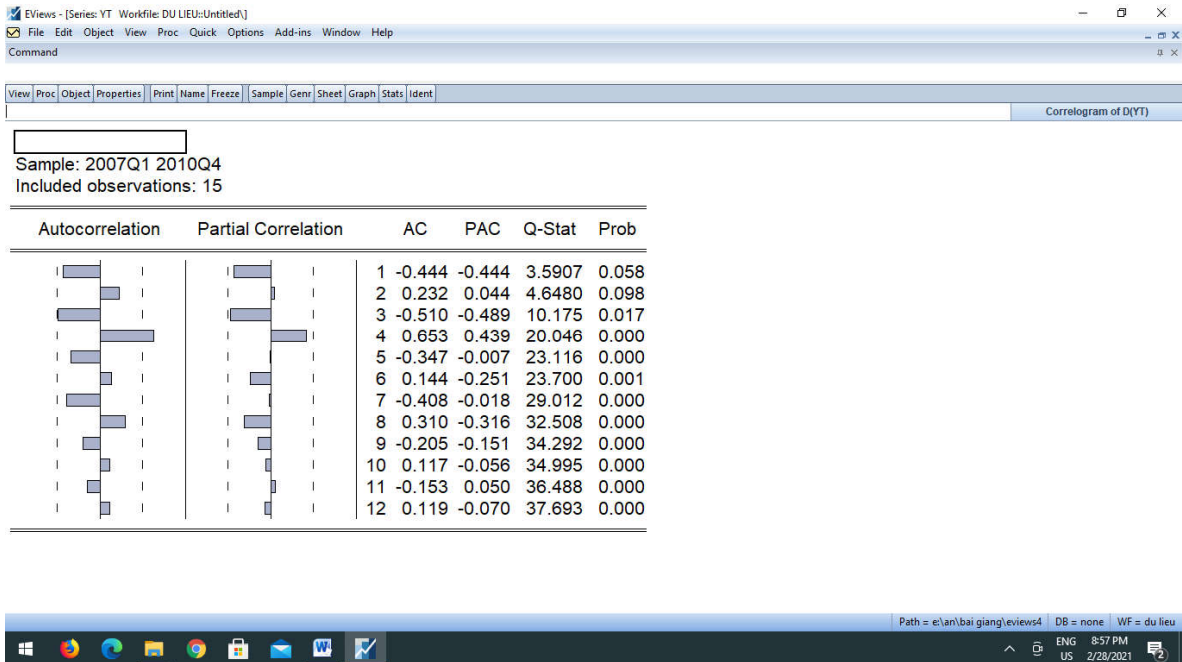 EViews - [Series: YT Workfile: DU LIEU::Untitled\]
File Edit Object View Proc Quick Options Add-ins Window Help
Command
View Proc Object Properties Print Name Freeze Sample Genr Sheet Graph Stats Ident
Correlogram of D(YT)
Sample: 2007Q1 2010Q4
Included observations: 15
Autocorrelation Partial Correlation AC PAC Q-Stat Prob
1 -0.444 -0.444 3.5907 0.058
2 0.232 0.044 4.6480 0.098
3 -0.510 -0.489 10.175 0.017
4 0.653 0.439 20.046 0.000
5 -0.347 -0.007 23.116 0.000
6 0.144 -0.251 23.700 0.001
7 -0.408 -0.018 29.012 0.000
8 0.310 -0.316 32.508 0.000
9 -0.205 -0.151 34.292 0.000
10 0.117 -0.056 34.995 0.000
11 -0.153 0.050 36.488 0.000
12 0.119 -0.070 37.693 0.000
Path = e:\an\bai giang\eviews4 DB = none WF = du lieu
ENG 8:57 PM
US 2/28/2021 2